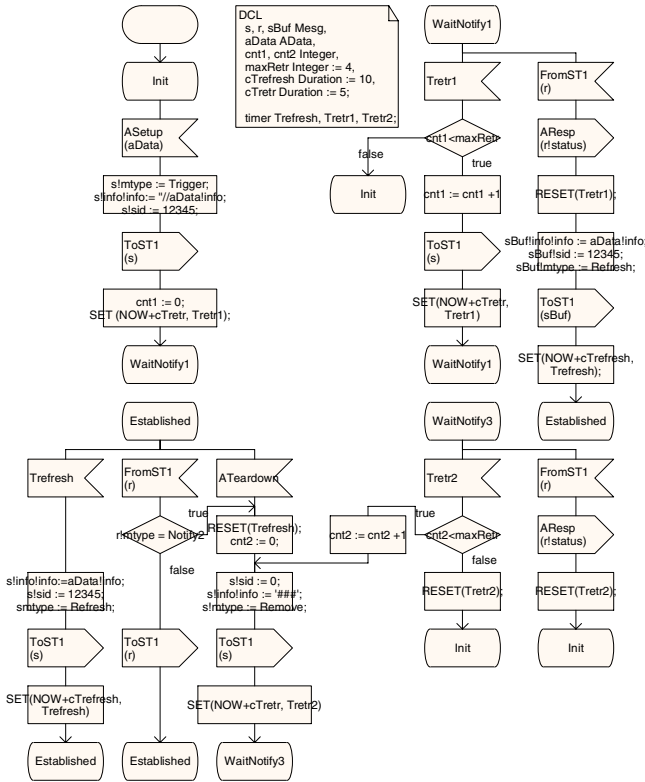 Init
ASetup
(aData)
s!mtype := Trigger;
s!info!info:= "//aData!info;
s!sid := 12345;
ToST1
(s)
cnt1 := 0;
SET (NOW+cTretr, Tretr1);
WaitNotify1
DCL
s, r, sBuf Mesg,
aData AData,
cnt1, cnt2 Integer,
maxRetr Integer := 4,
cTrefresh Duration := 10,
cTretr Duration := 5;
timer Trefresh, Tretr1, Tretr2;
WaitNotify1
Tretr1
cnt1<maxRetr
false
true
Init
cnt1 := cnt1 +1
ToST1
(s)
SET(NOW+cTretr,
Tretr1)
WaitNotify1
FromST1
(r)
AResp
(r!status)
RESET(Tretr1);
sBuf!info!info := aData!info;
sBuf!sid := 12345;
sBuf!mtype := Refresh;
ToST1
(sBuf)
SET(NOW+cTrefresh,
Trefresh);
Established
Established
Trefresh
s!info!info:=aData!info;
s!sid := 12345;
smtype := Refresh;
ToST1
(s)
SET(NOW+cTrefresh,
Trefresh)
Established
FromST1
(r)
r!mtype = Notify2
true
false
ToST1
(r)
Established
ATeardown
RESET(Trefresh);
cnt2 := 0;
s!sid := 0;
s!info!info := '###';
s!mtype := Remove;
ToST1
(s)
SET(NOW+cTretr, Tretr2)
WaitNotify3
WaitNotify3
Tretr2
cnt2<maxRetr
true
false
cnt2 := cnt2 +1
RESET(Tretr2);
Init
FromST1
(r)
AResp
(r!status)
RESET(Tretr2);
Init